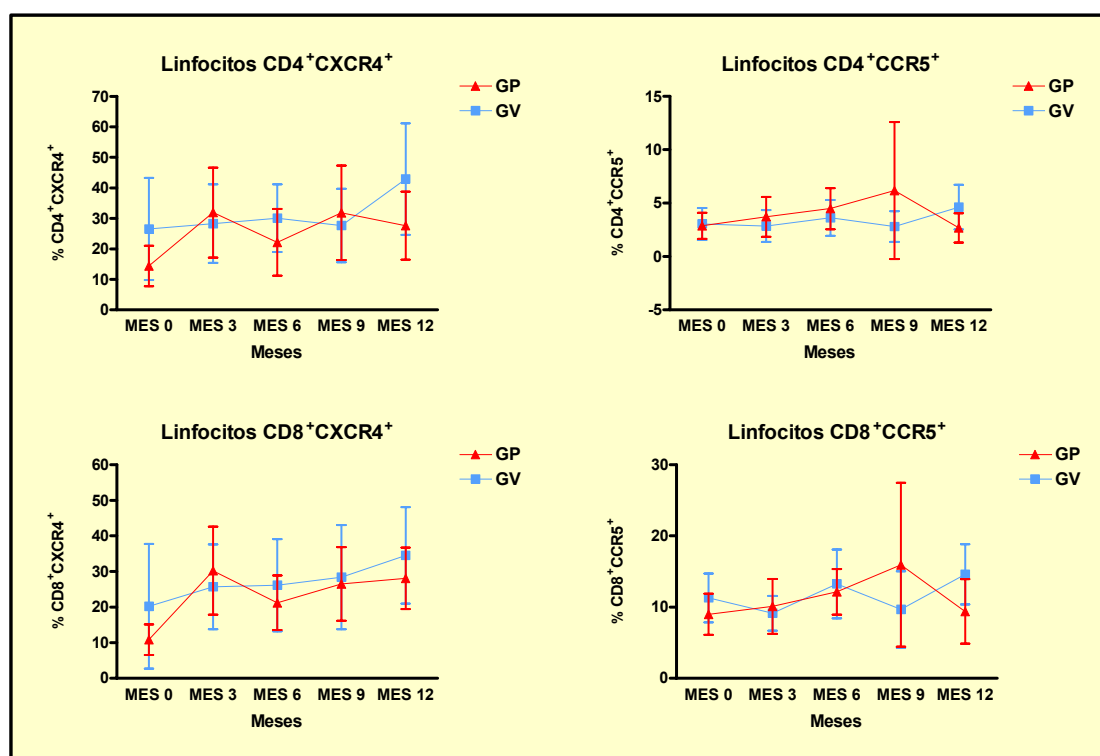 Linfocitos CD4⁺CXCR4⁺
GP
GV
70
60
50
40
30
20
10
0
% CD4⁺CXCR4⁺
MES 0 MES 3 MES 6 MES 9 MES 12
Meses
Linfocitos CD4⁺CCR5⁺
GP
GV
15
10
5
0
-5
% CD4⁺CCR5⁺
MES 0 MES 3 MES 6 MES 9 MES 12
Meses
Linfocitos CD8⁺CXCR4⁺
GP
GV
60
50
40
30
20
10
0
% CD8⁺CXCR4⁺
MES 0 MES 3 MES 6 MES 9 MES 12
Meses
Linfocitos CD8⁺CCR5⁺
GP
GV
30
20
10
0
% CD8⁺CCR5⁺
MES 0 MES 3 MES 6 MES 9 MES 12
Meses